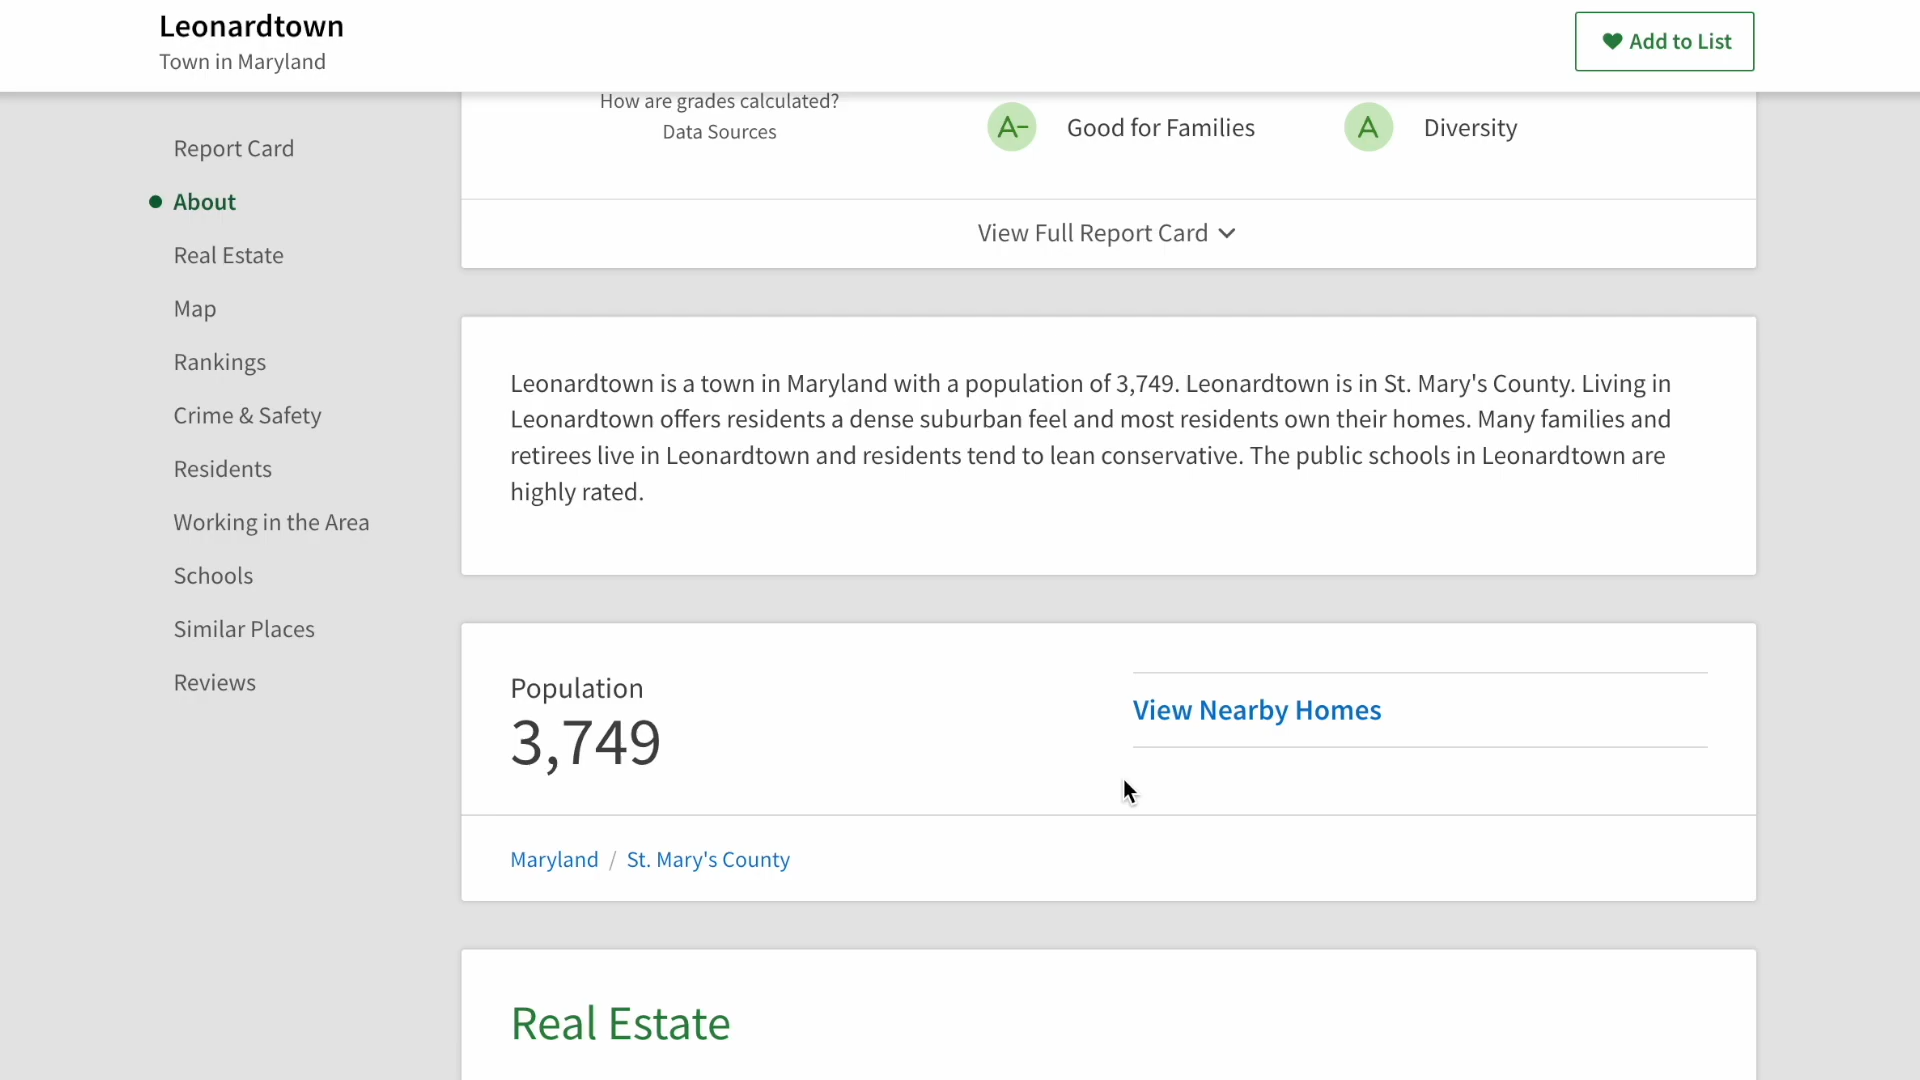 Leonardtown
Town in Maryland
Add to List
How are grades calculated?
Data Sources
A- Good for Families
A Diversity
View Full Report Card
Report Card
About
Real Estate
Map
Rankings
Crime & Safety
Residents
Working in the Area
Schools
Similar Places
Reviews
Leonardtown is a town in Maryland with a population of 3,749. Leonardtown is in St. Mary's County. Living in
Leonardtown offers residents a dense suburban feel and most residents own their homes. Many families and
retirees live in Leonardtown and residents tend to lean conservative. The public schools in Leonardtown are
highly rated.
Population
3,749
View Nearby Homes
Maryland / St. Mary's County
Real Estate